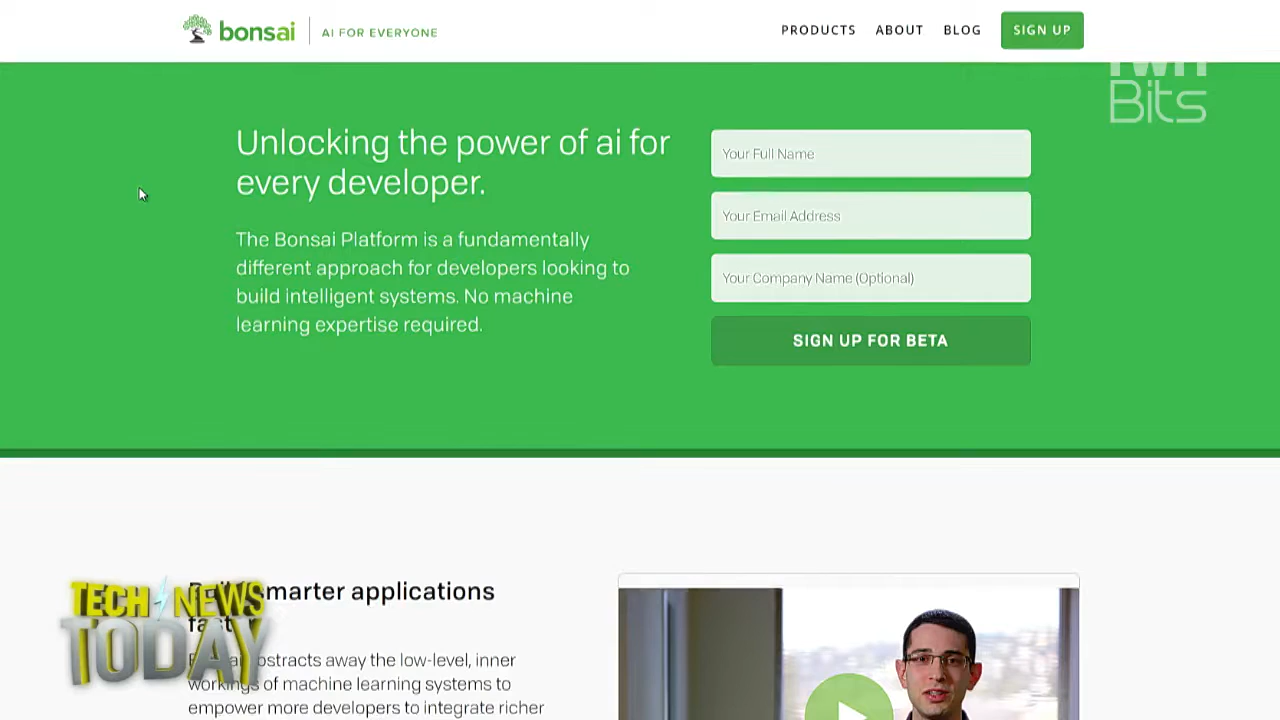 bonsai
AI FOR EVERYONE
PRODUCTS ABOUT BLOG SIGN UP
Bits
Unlocking the power of ai for
every developer.
The Bonsai Platform is a fundamentally
different approach for developers looking to
build intelligent systems. No machine
learning expertise required.
Your Full Name
Your Email Address
Your Company Name (Optional)
SIGN UP FOR BETA
smarter applications
TECH NEWS
TODAY
abstracts away the low-level, inner
workings of machine learning systems to
empower more developers to integrate richer